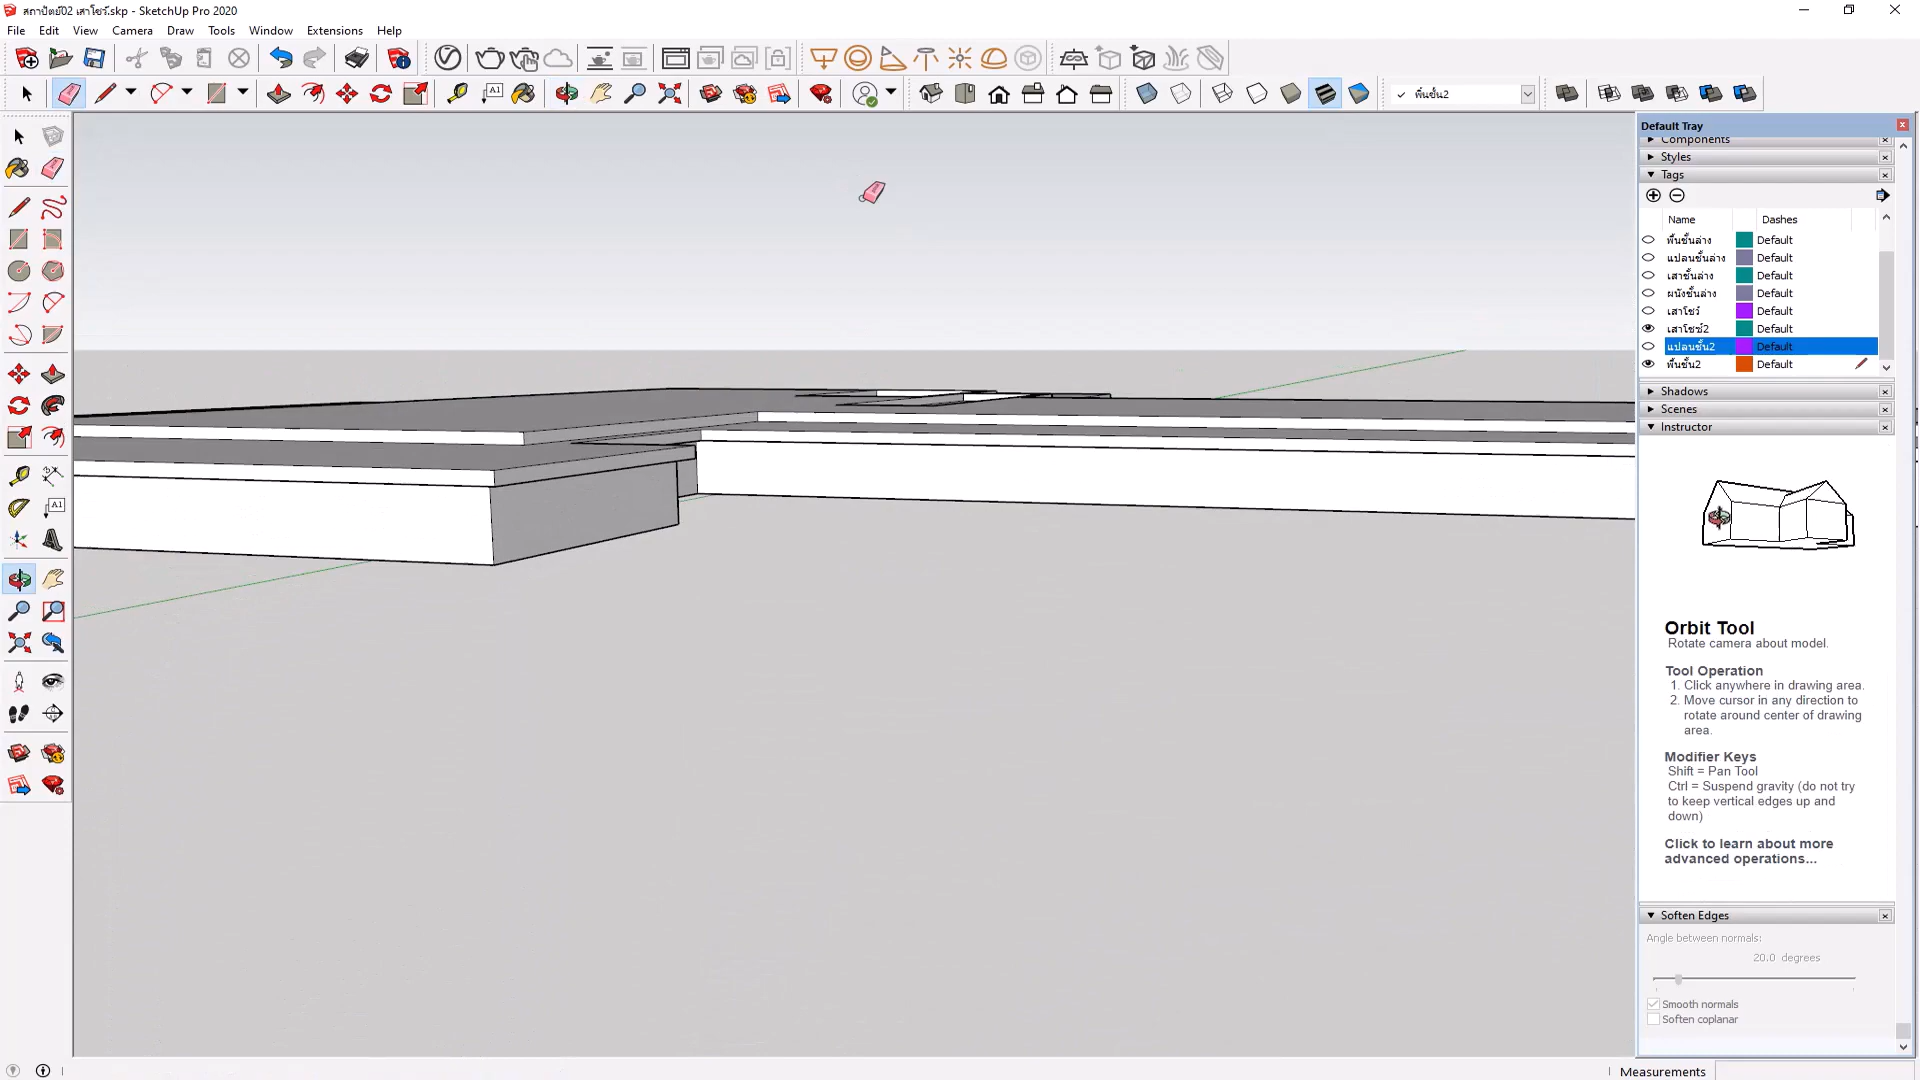 สถาปัตย์02 เสาโชร์.skp - SketchUp Pro 2020
File Edit View Camera Draw Tools Window Extensions Help
A1
พื้นชั้น2
Default Tray
Components
Styles
Tags
Name Dashes
พื้นชั้นล่าง Default
แปลนชั้นล่าง Default
เสาชั้นล่าง Default
ผนังชั้นล่าง Default
เสาโชร์ Default
เสาโชช์2 Default
แปลนชั้น2 Default
พื้นชั้น2 Default
Shadows
Scenes
Instructor
A1
Orbit Tool
Rotate camera about model.
Tool Operation
1. Click anywhere in drawing area.
2. Move cursor in any direction to
rotate around center of drawing
area.
Modifier Keys
Shift = Pan Tool
Ctrl = Suspend gravity (do not try
to keep vertical edges up and
down)
Click to learn about more
advanced operations...
Soften Edges
Angle between normals:
20.0 degrees
Smooth normals
Soften coplanar
Measurements